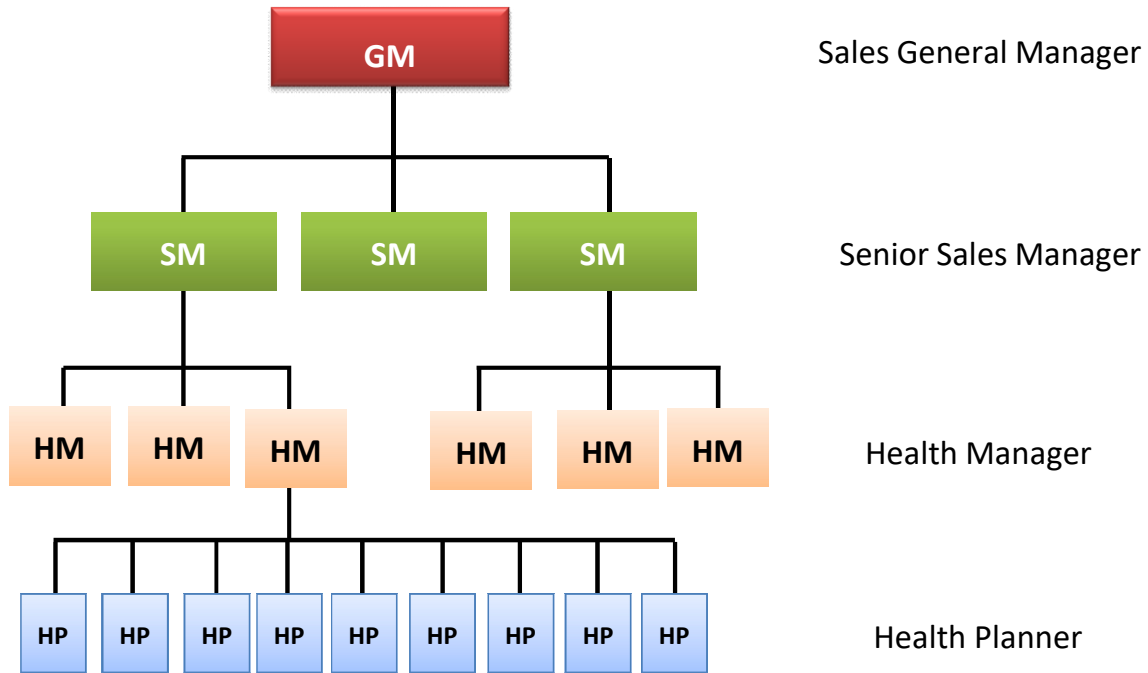 GM
Sales General Manager
SM SM SM
Senior Sales Manager
HM HM HM HM HM HM
Health Manager
HP HP HP HP HP HP HP HP HP
Health Planner